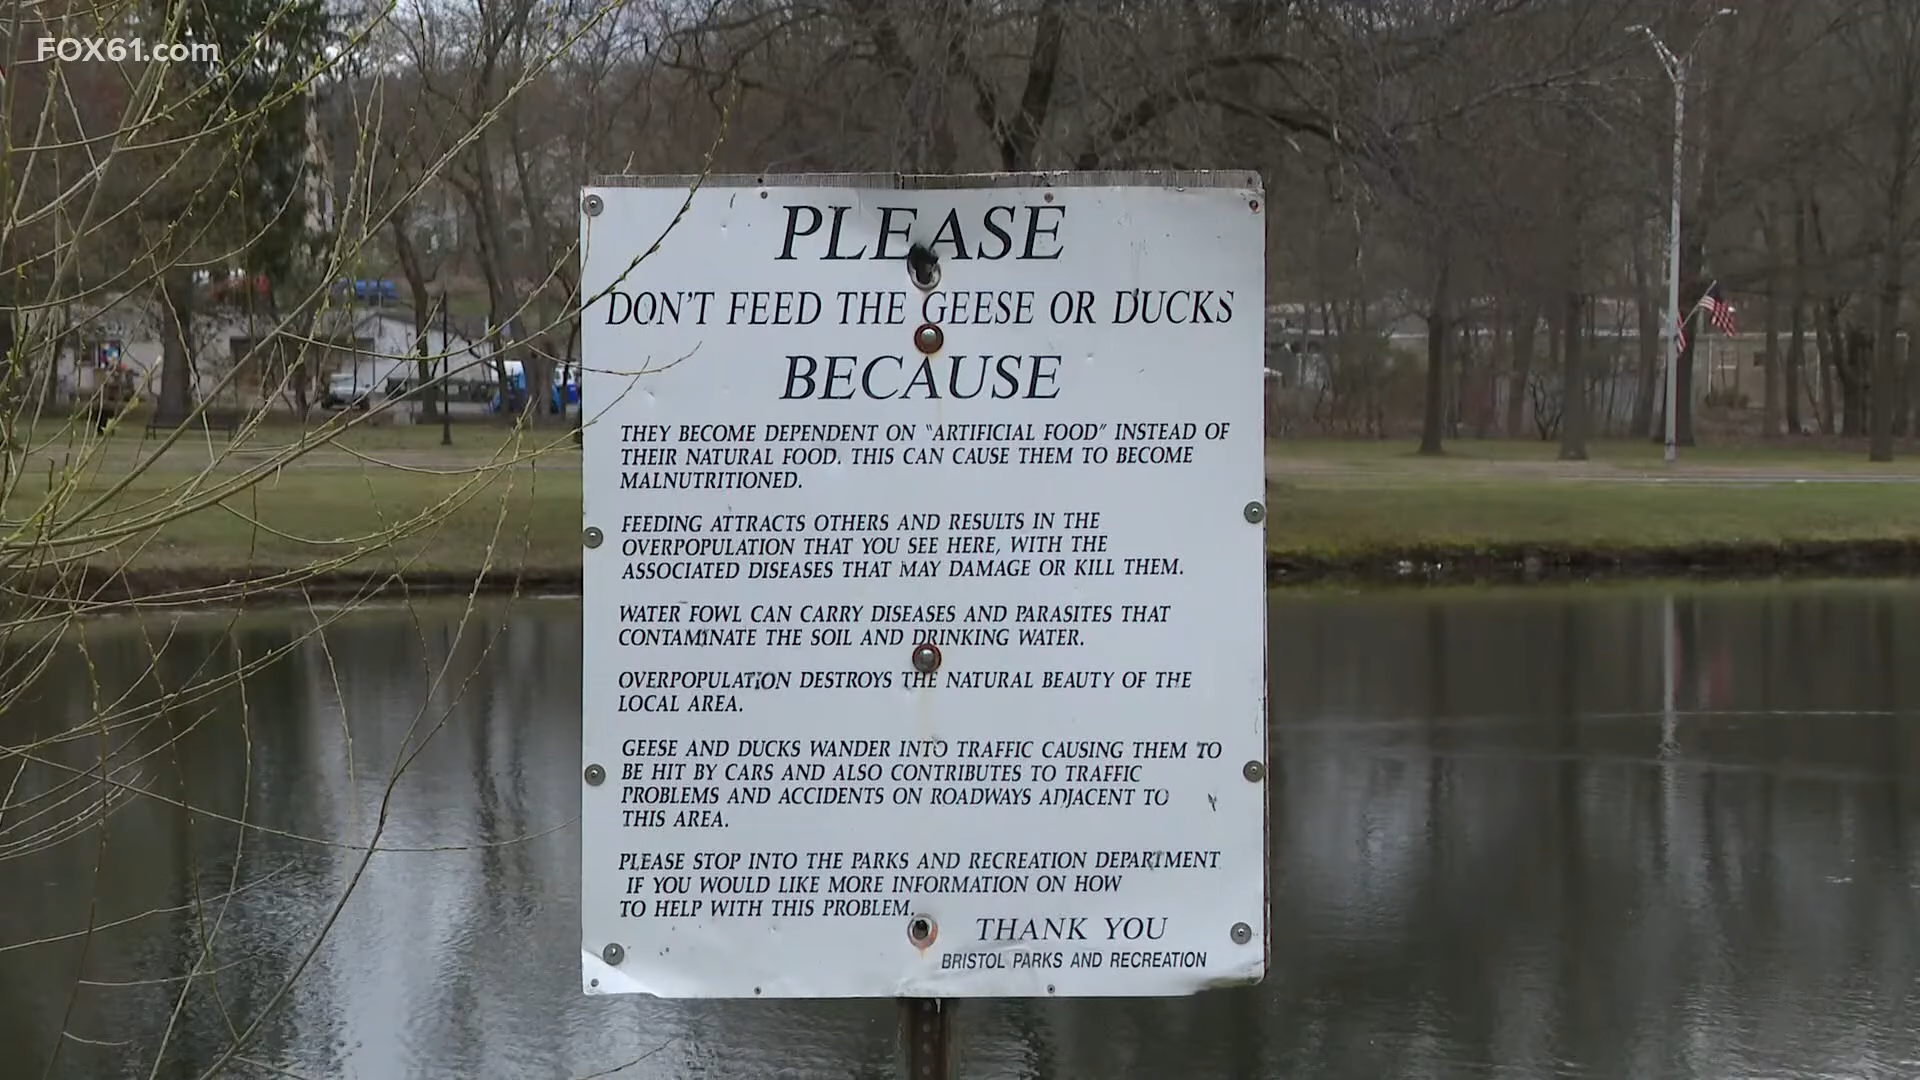 FOX61.com
PLEASE
DON'T FEED THE GEESE OR DUCKS
BECAUSE
THEY BECOME DEPENDENT ON "ARTIFICIAL FOOD" INSTEAD OF
THEIR NATURAL FOOD. THIS CAN CAUSE THEM TO BECOME
MALNUTRITIONED.
FEEDING ATTRACTS OTHERS AND RESULTS IN THE
OVERPOPULATION THAT YOU SEE HERE, WITH THE
ASSOCIATED DISEASES THAT MAY DAMAGE OR KILL THEM.
WATER FOWL CAN CARRY DISEASES AND PARASITES THAT
CONTAMINATE THE SOIL AND DRINKING WATER.
OVERPOPULATION DESTROYS THE NATURAL BEAUTY OF THE
LOCAL AREA.
GEESE AND DUCKS WANDER INTO TRAFFIC CAUSING THEM TO
BE HIT BY CARS AND ALSO CONTRIBUTES TO TRAFFIC
PROBLEMS AND ACCIDENTS ON ROADWAYS ADJACENT TO
THIS AREA.
PLEASE STOP INTO THE PARKS AND RECREATION DEPARTMENT
IF YOU WOULD LIKE MORE INFORMATION ON HOW
TO HELP WITH THIS PROBLEM.
THANK YOU
BRISTOL PARKS AND RECREATION